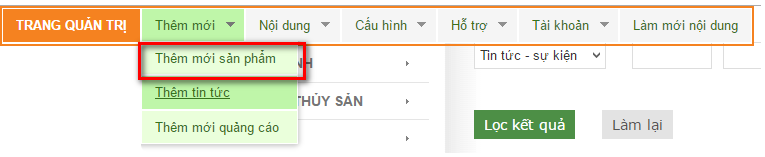 TRANG QUẢN TRỊ Thêm mới Nội dung Cấu hình Hỗ trợ Tài khoản Làm mới nội dung
Thêm mới sản phẩm
NH
Tin tức - sự kiện
Thêm tin tức
THỦY SẢN
Thêm mới quảng cáo
Lọc kết quả
Làm lại